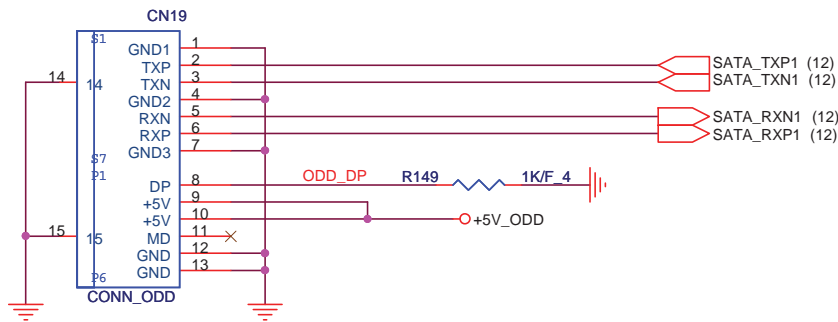 CN19
S1
GND1 1
TXP 2 SATA_TXP1 (12)
14 14 TXN 3 SATA_TXN1 (12)
GND2 4
RXN 5 SATA_RXN1 (12)
RXP 6 SATA_RXP1 (12)
S7 GND3 7
P1
DP 8 ODD_DP R149 1K/F_4
+5V 9
+5V 10 +5V_ODD
15 15 MD 11
GND 12
P6 GND 13
CONN_ODD